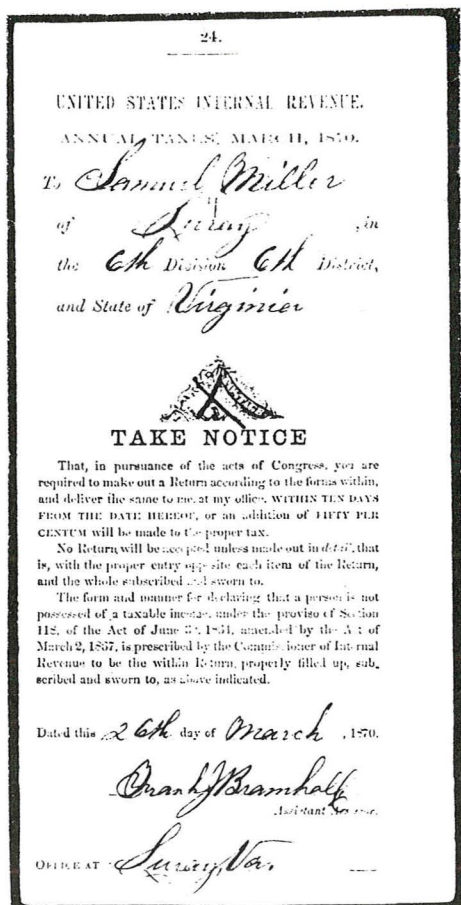 24.
UNITED STATES INTERNAL REVENUE.
ANNUAL TAXES, MARCH, 1870.
To Samuel Miller
of Luray, in
the 6th Division 6th District,
and State of Virginia
TAKE NOTICE
That, in pursuance of the acts of Congress, you are
required to make out a Return according to the forms within,
and deliver the same to me, at my office, WITHIN TEN DAYS
FROM THE DATE HEREOF, or an addition of FIFTY PER
CENTUM will be made to the proper tax.
No Return will be accepted unless made out in detail, that
is, with the proper entry opposite each item of the Return,
and the whole subscribed and sworn to.
The form and manner for declaring that a person is not
possessed of a taxable income, under the proviso of Section
118, of the Act of June 30, 1864, amended by the Act of
March 2, 1867, is prescribed by the Commissioner of Internal
Revenue to be the within Return, properly filled up, sub-
scribed and sworn to, as above indicated.
Dated this 26th day of March, 1870.
Frank J Bramhall
Assistant Assessor.
OFFICE AT Luray, Va.